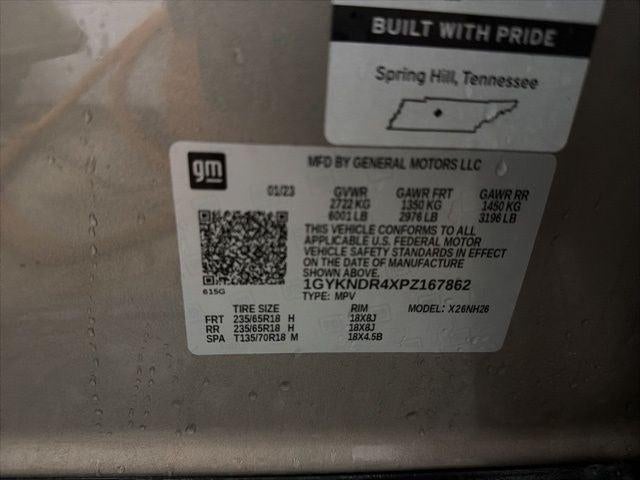 BUILT WITH PRIDE
Spring Hill, Tennessee
gm
MFD BY GENERAL MOTORS LLC
01/23 GVWR GAWR FRT GAWR RR
2722 KG 1350 KG 1450 KG
6001 LB 2976 LB 3196 LB
THIS VEHICLE CONFORMS TO ALL
APPLICABLE U.S. FEDERAL MOTOR
VEHICLE SAFETY STANDARDS IN EFFECT
ON THE DATE OF MANUFACTURE
SHOWN ABOVE.
1GYKNDR4XPZ167862
615G
TYPE: MPV
TIRE SIZE RIM MODEL: X26NH26
FRT 235/65R18 H 18X8J
RR 235/65R18 H 18X8J
SPA T135/70R18 M 18X4.5B